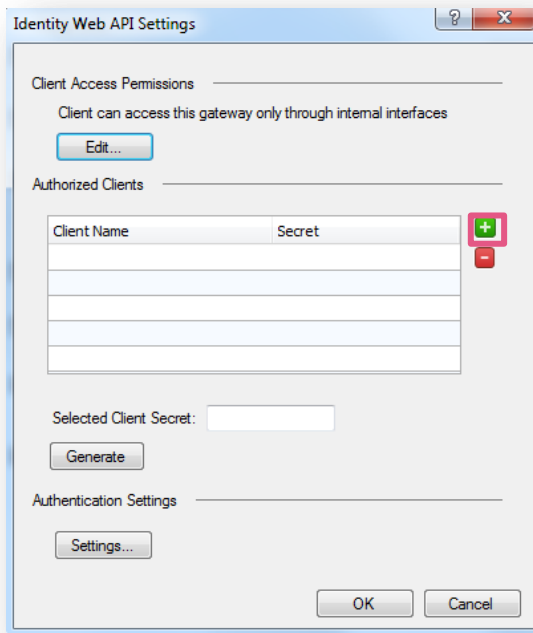 Identity Web API Settings
Client Access Permissions
Client can access this gateway only through internal interfaces
Edit...
Authorized Clients
Client Name Secret
Selected Client Secret:
Generate
Authentication Settings
Settings...
OK Cancel